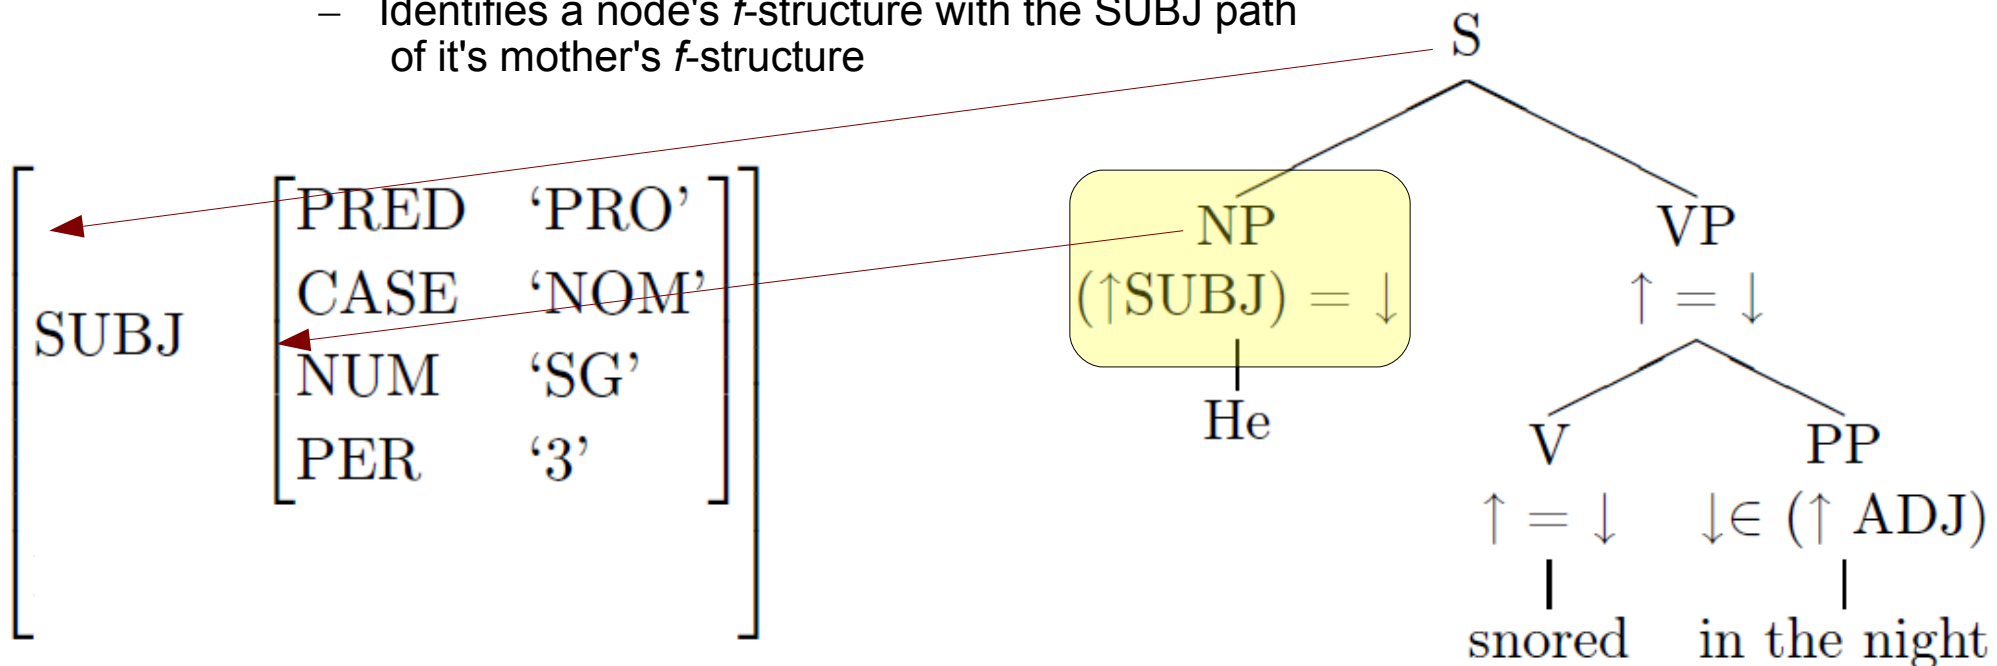 – Identifies a node's f-structure with the SUBJ path
of it's mother's f-structure
S
PRED ‘PRO’
CASE ‘NOM’
SUBJ
NUM ‘SG’
PER ‘3’
NP VP
(↑SUBJ) = ↓ ↑ = ↓
He
V PP
↑ = ↓ ↓∈ (↑ ADJ)
snored in the night